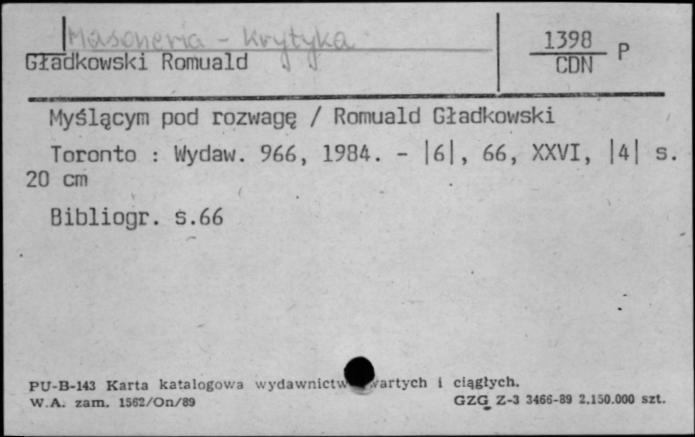 Masoneria - krytyka
Gładkowski Romuald
1398
CDN P
Myślącym pod rozwagę / Romuald Gładkowski
Toronto : Wydaw. 966, 1984. - |6|, 66, XXVI, |4| s.
20 cm
Bibliogr. s.66
PU-B-143 Karta katalogowa wydawnictw wartych i ciągłych.
W.A. zam. 1562/On/89
GZG Z-3 3466-89 2.150.000 szt.